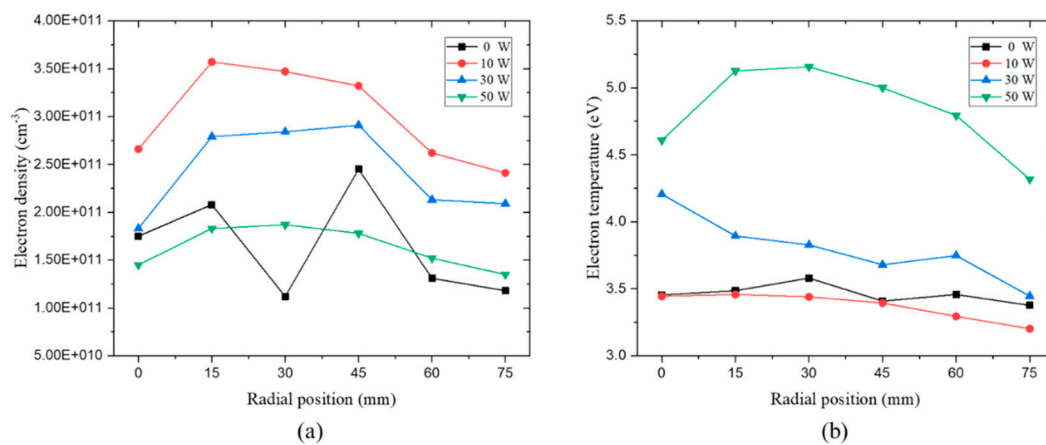 4.00E+011
3.50E+011
3.00E+011
2.50E+011
2.00E+011
1.50E+011
1.00E+011
5.00E+010
Electron density (cm⁻³)
0 W
10 W
30 W
50 W
0 15 30 45 60 75
Radial position (mm)
(a)
5.5
5.0
4.5
4.0
3.5
3.0
Electron temperature (eV)
0 W
10 W
30 W
50 W
0 15 30 45 60 75
Radial position (mm)
(b)